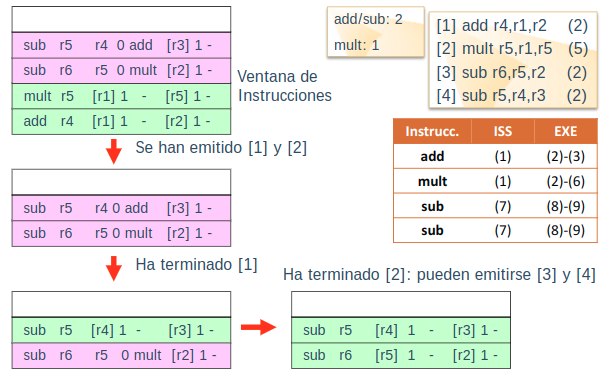 sub r5 r4 0 add [r3] 1 -
sub r6 r5 0 mult [r2] 1 -
mult r5 [r1] 1 - [r5] 1 -
add r4 [r1] 1 - [r2] 1 -
Ventana de
Instrucciones
add/sub: 2
mult: 1
[1] add r4,r1,r2 (2)
[2] mult r5,r1,r5 (5)
[3] sub r6,r5,r2 (2)
[4] sub r5,r4,r3 (2)
Instrucc. ISS EXE
add (1) (2)-(3)
mult (1) (2)-(6)
sub (7) (8)-(9)
sub (7) (8)-(9)
Se han emitido [1] y [2]
sub r5 r4 0 add [r3] 1 -
sub r6 r5 0 mult [r2] 1 -
Ha terminado [1]
Ha terminado [2]: pueden emitirse [3] y [4]
sub r5 [r4] 1 - [r3] 1 -
sub r6 r5 0 mult [r2] 1 -
sub r5 [r4] 1 - [r3] 1 -
sub r6 [r5] 1 - [r2] 1 -